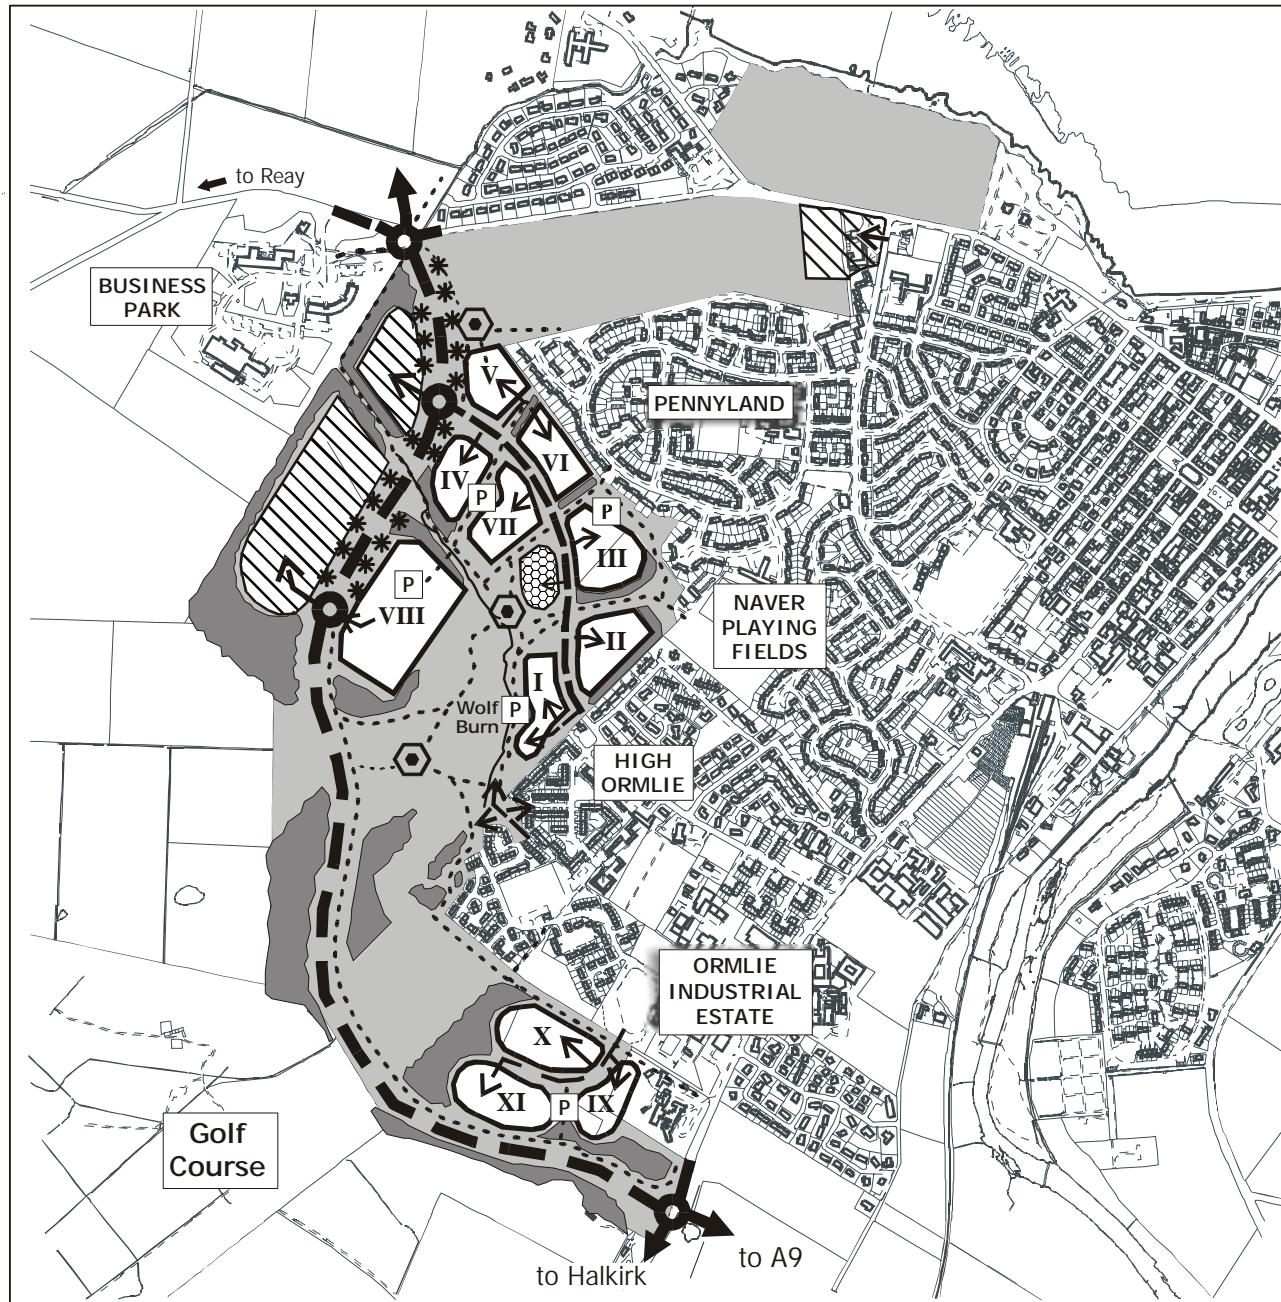 to Reay
BUSINESS
PARK
V
PENNYLAND
VI
IV
P
VII
P
III
P
VIII
NAVER
PLAYING
FIELDS
II
I
Wolf
Burn
P
HIGH
ORMLIE
ORMLIE
INDUSTRIAL
ESTATE
X
XI
P
IX
Golf
Course
to A9
to Halkirk